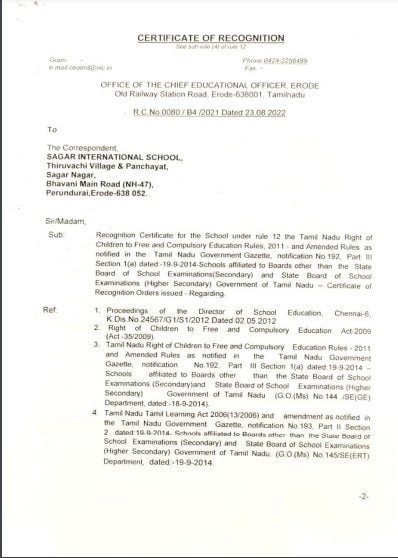 CERTIFICATE OF RECOGNITION
See sub rule (4) of rule 12
Gram -
Phone 0424-2256499
e-mail.ceoerd@nic.in
Fax -
OFFICE OF THE CHIEF EDUCATIONAL OFFICER, ERODE
Old Railway Station Road, Erode-638001, Tamilnadu
R.C.No.0080 / B4 /2021 Dated 23.08.2022
To
The Correspondent,
SAGAR INTERNATIONAL SCHOOL,
Thiruvachi Village & Panchayat,
Sagar Nagar,
Bhavani Main Road (NH-47),
Perundurai,Erode-638 052.
Sir/Madam;
Sub: Recognition Certificate for the School under rule 12 the Tamil Nadu Right of
Children to Free and Compulsory Education Rules, 2011 - and Amended Rules as
notified in the Tamil Nadu Government Gazette, notification No.192, Part III
Section 1(a) dated:-19-9-2014-Schools affiliated to Boards other than the State
Board of School Examinations(Secondary) and State Board of School
Examinations (Higher Secondary) Government of Tamil Nadu – Certificate of
Recognition Orders issued - Regarding.
Ref: 1. Proceedings of the Director of School Education, Chennai-6,
K.Dis.No.24567/G1/S1/2012 Dated:02.05.2012
2. Right of Children to Free and Compulsory Education Act-2009
(Act -35/2009).
3. Tamil Nadu Right of Children to Free and Compulsory Education Rules - 2011
and Amended Rules as notified in the Tamil Nadu Government
Gazette, notification No.192, Part III Section 1(a) dated:-19-9-2014 –
Schools affiliated to Boards other than the State Board of School
Examinations (Secondary)and State Board of School Examinations (Higher
Secondary) Government of Tamil Nadu (G.O.(Ms) No.144 /SE(GE)
Department, dated:-18-9-2014).
4. Tamil Nadu Tamil Learning Act 2006(13/2006) and amendment as notified in
the Tamil Nadu Government Gazette, notification No.193, Part II Section
2 dated:-19-9-2014- Schools affiliated to Boards other than the State Board of
School Examinations (Secondary) and State Board of School Examinations
(Higher Secondary) Government of Tamil Nadu. (G.O.(Ms) No.145/SE(ERT)
Department, dated:-19-9-2014.
-2-